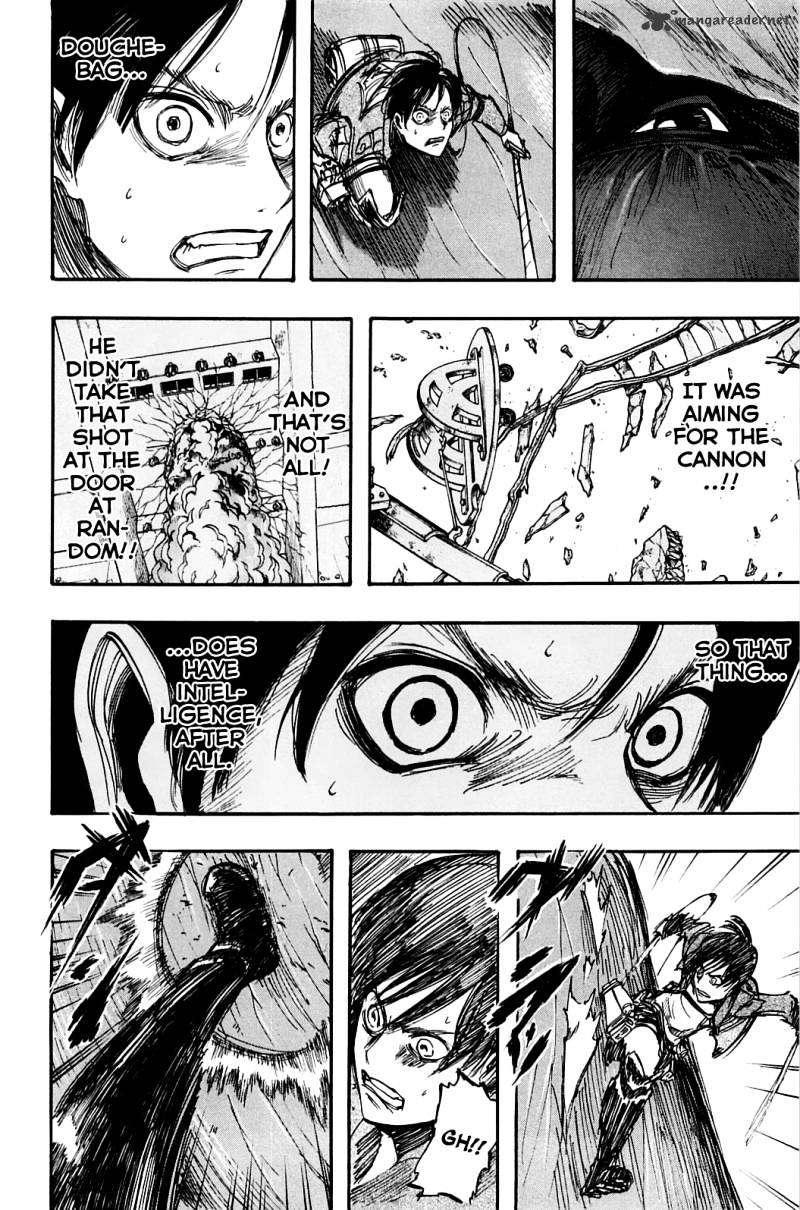 mangareader.net
DOUCHE-
BAG...
IT WAS
AIMING
FOR THE
CANNON
..!!
AND
THAT'S
NOT
ALL!
HE
DIDN'T
TAKE
THAT
SHOT
AT THE
DOOR
AT
RAN-
DOM!!
SO THAT
THING...
...DOES
HAVE
INTEL-
LIGENCE,
AFTER
ALL.
GH!!